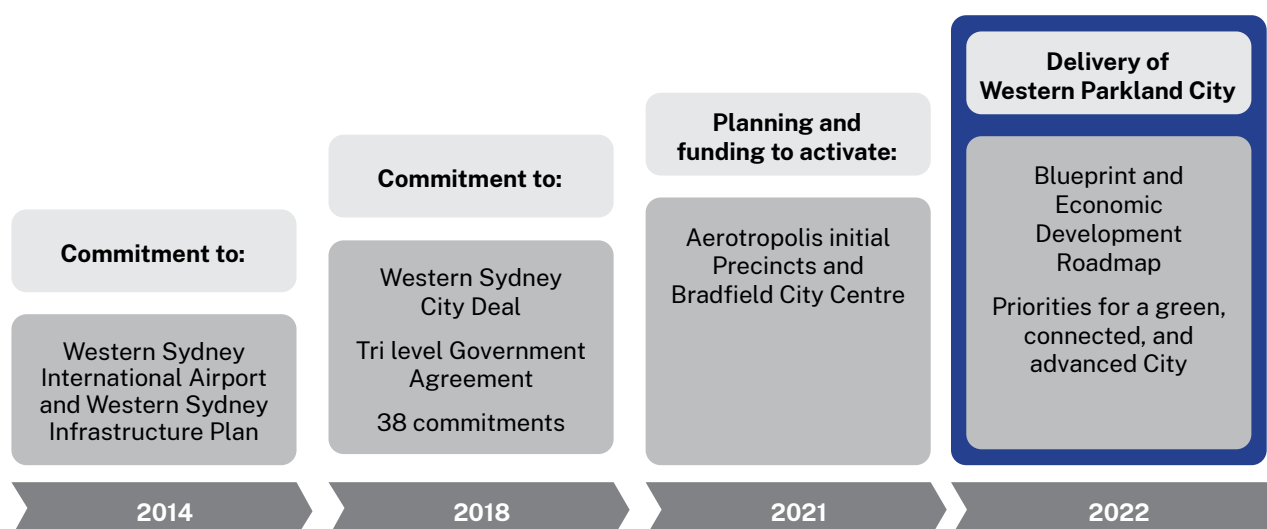 Commitment to:
Western Sydney
International Airport
and Western Sydney
Infrastructure Plan
2014
Commitment to:
Western Sydney
City Deal
Tri level Government
Agreement
38 commitments
2018
Planning and
funding to activate:
Aerotropolis initial
Precincts and
Bradfield City Centre
2021
Delivery of
Western Parkland City
Blueprint and
Economic
Development
Roadmap
Priorities for a green,
connected, and
advanced City
2022